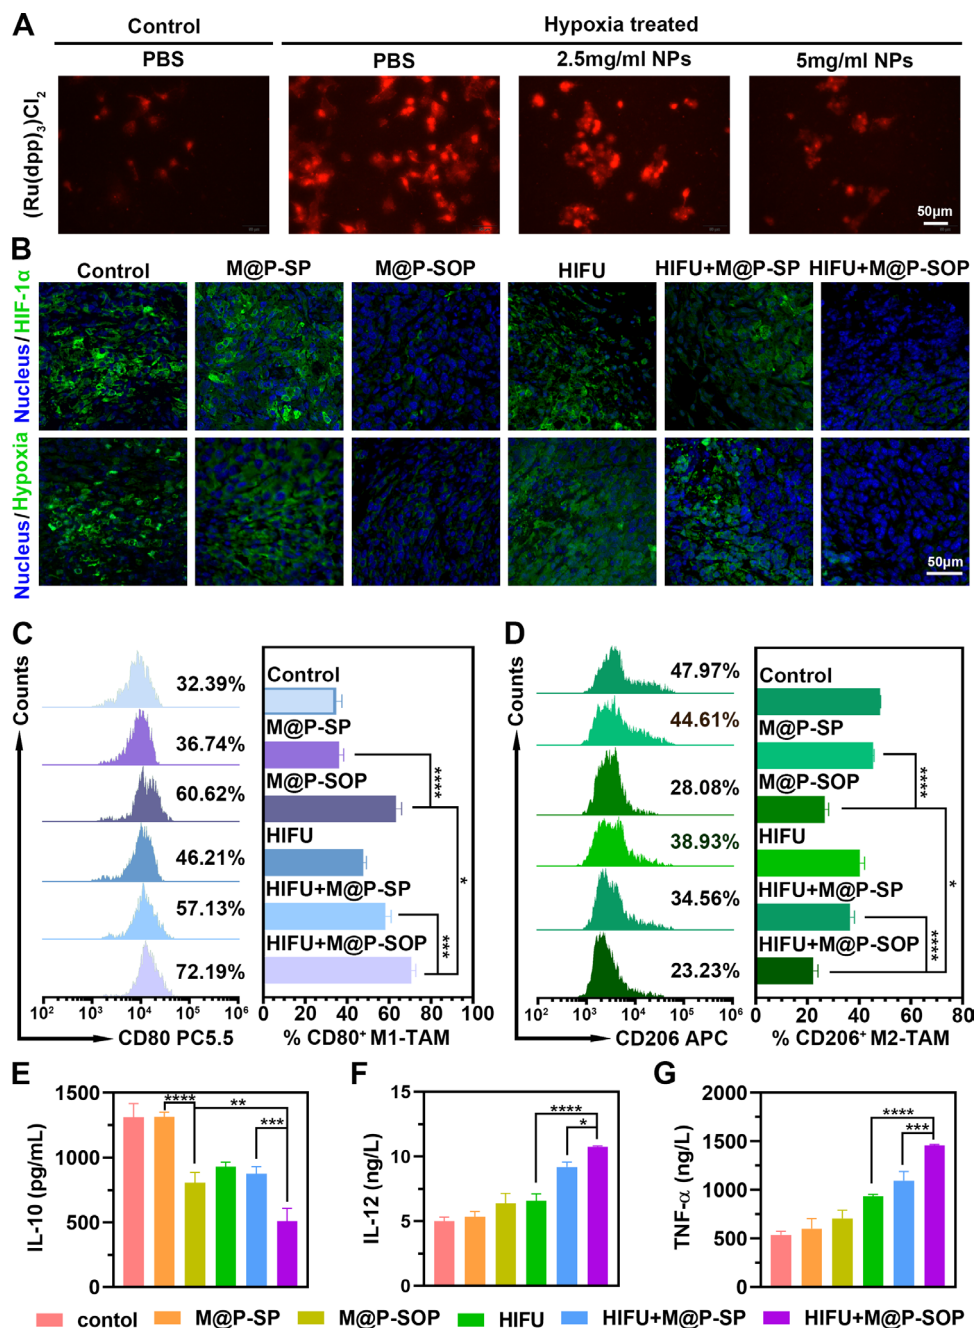 A
Control
Hypoxia treated
PBS
PBS
2.5mg/ml NPs
5mg/ml NPs
(Ru(dpp)₃)Cl₂
50μm
B
Control
M@P-SP
M@P-SOP
HIFU
HIFU+M@P-SP
HIFU+M@P-SOP
Nucleus/HIF-1α
Nucleus/Hypoxia
50μm
C
Counts
32.39%
36.74%
60.62%
46.21%
57.13%
72.19%
10² 10³ 10⁴ 10⁵ 10⁶
CD80 PC5.5
Control
M@P-SP
M@P-SOP
HIFU
HIFU+M@P-SP
HIFU+M@P-SOP
****
*
***
0 20 40 60 80 100
% CD80⁺ M1-TAM
D
Counts
47.97%
44.61%
28.08%
38.93%
34.56%
23.23%
10² 10³ 10⁴ 10⁵ 10⁶
CD206 APC
Control
M@P-SP
M@P-SOP
HIFU
HIFU+M@P-SP
HIFU+M@P-SOP
****
*
****
0 20 40 60 80
% CD206⁺ M2-TAM
E
IL-10 (pg/mL)
1500
1000
500
0
****
**
***
F
IL-12 (ng/L)
15
10
5
0
****
*
G
TNF-α (ng/L)
2000
1500
1000
500
0
****
***
contol
M@P-SP
M@P-SOP
HIFU
HIFU+M@P-SP
HIFU+M@P-SOP